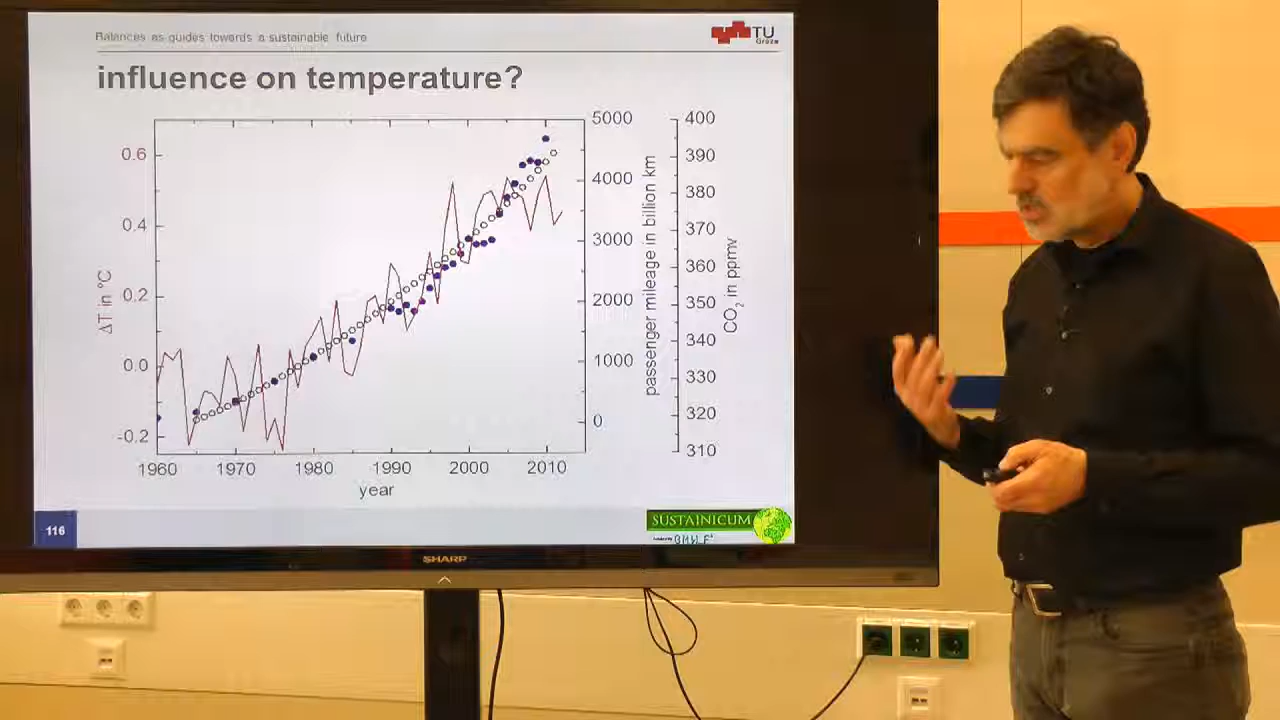 Balances as guides towards a sustainable future
TU
Graz
influence on temperature?
0.6
0.4
0.2
0.0
-0.2
ΔT in °C
5000
4000
3000
2000
1000
0
passenger mileage in billion km
400
390
380
370
360
350
340
330
320
310
CO2 in ppmv
1960 1970 1980 1990 2000 2010
year
116
SUSTAINICUM
SHARP